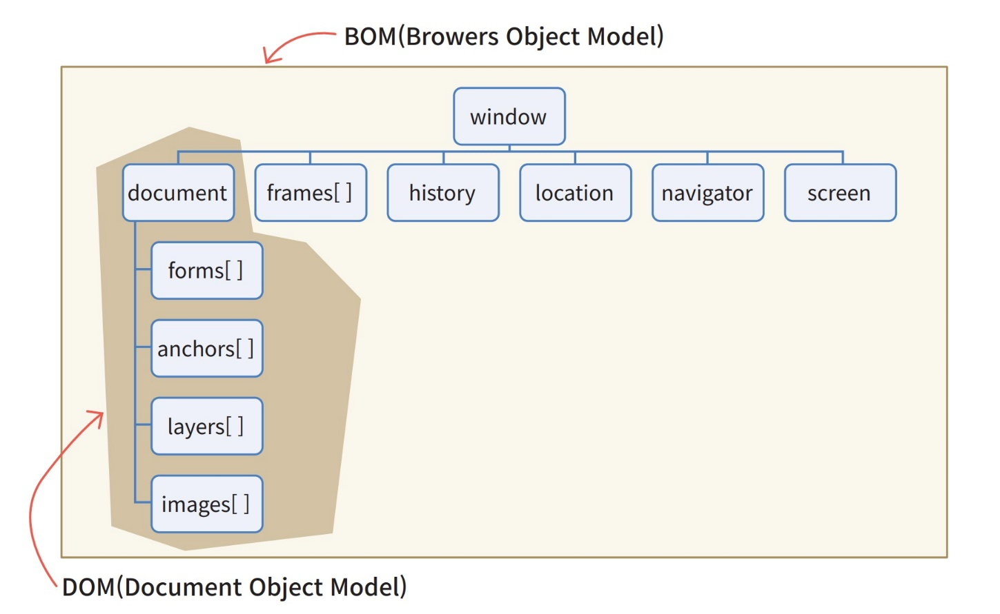 BOM(Browers Object Model)
window
document
frames[ ]
history
location
navigator
screen
forms[ ]
anchors[ ]
layers[ ]
images[ ]
DOM(Document Object Model)